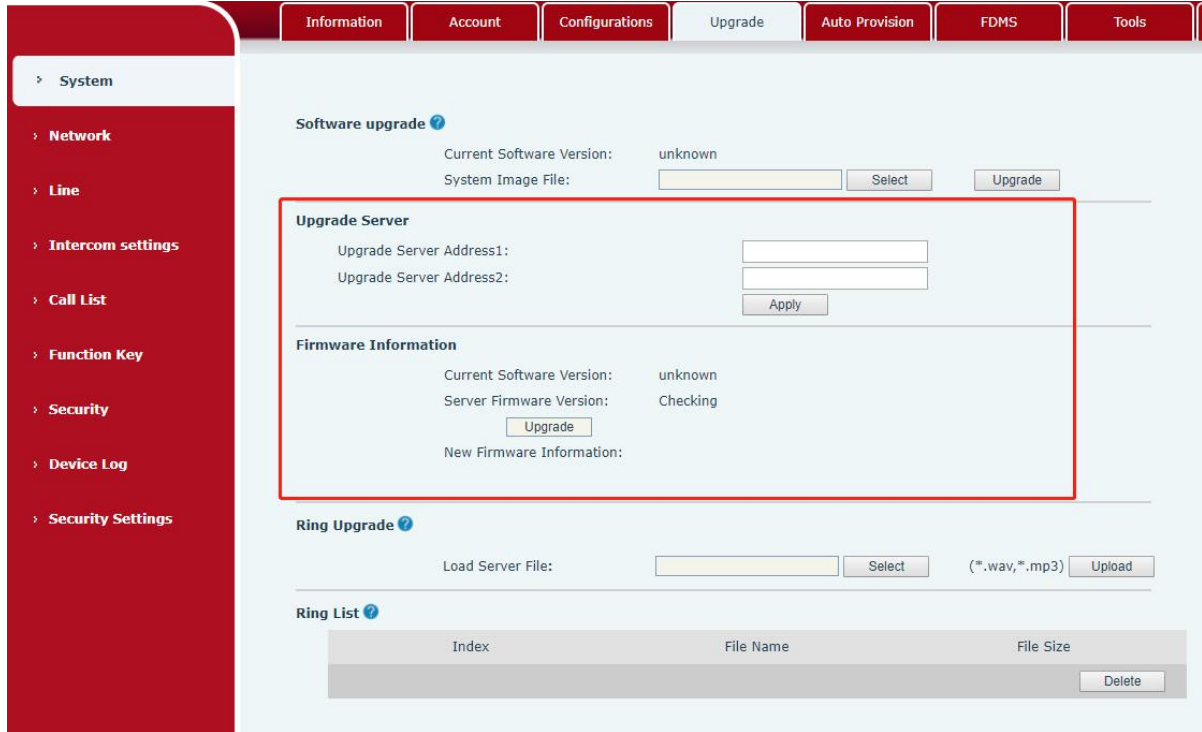 Information Account Configurations Upgrade Auto Provision FDMS Tools
› System
› Network
› Line
› Intercom settings
› Call List
› Function Key
› Security
› Device Log
› Security Settings
Software upgrade ?
Current Software Version: unknown
System Image File: Select Upgrade
Upgrade Server
Upgrade Server Address1:
Upgrade Server Address2:
Apply
Firmware Information
Current Software Version: unknown
Server Firmware Version: Checking
Upgrade
New Firmware Information:
Ring Upgrade ?
Load Server File: Select (*.wav,*.mp3) Upload
Ring List ?
Index File Name File Size
Delete